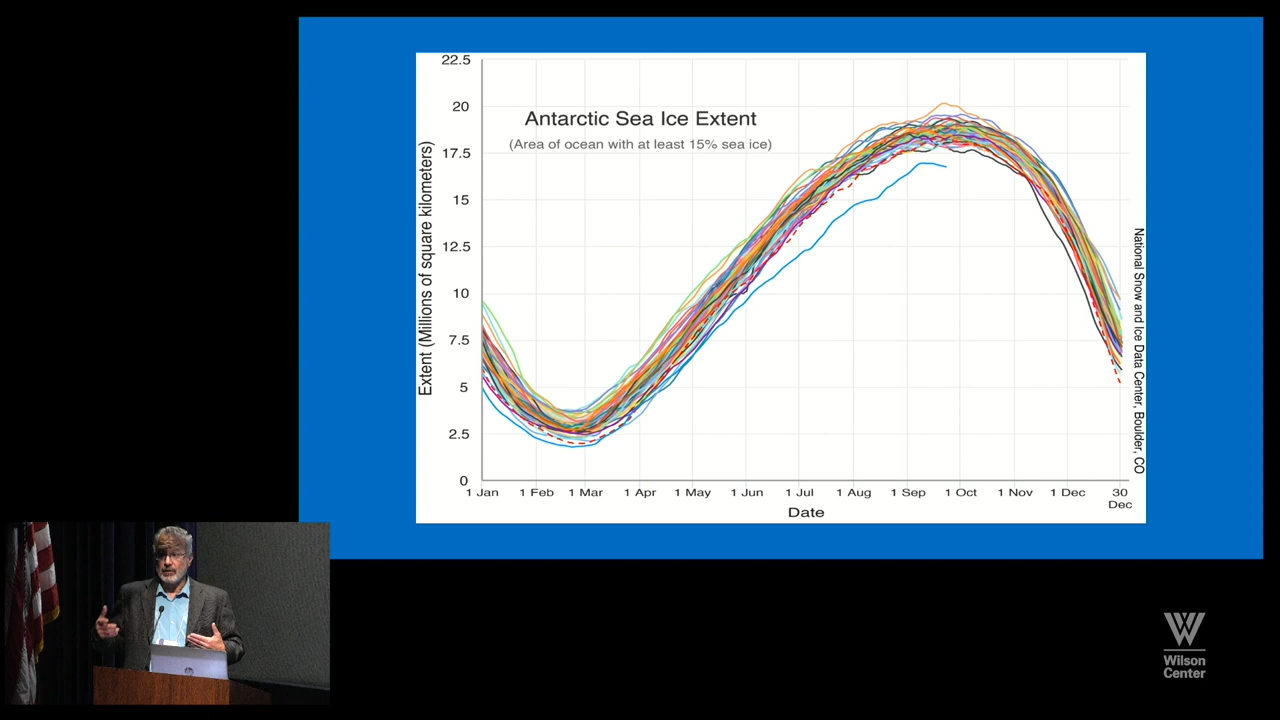 22.5
20
17.5
15
12.5
10
7.5
5
2.5
0
Extent (Millions of square kilometers)
Antarctic Sea Ice Extent
(Area of ocean with at least 15% sea ice)
1 Jan
1 Feb
1 Mar
1 Apr
1 May
1 Jun
1 Jul
1 Aug
1 Sep
1 Oct
1 Nov
1 Dec
30
Dec
Date
National Snow and Ice Data Center, Boulder, CO
Wilson
Center